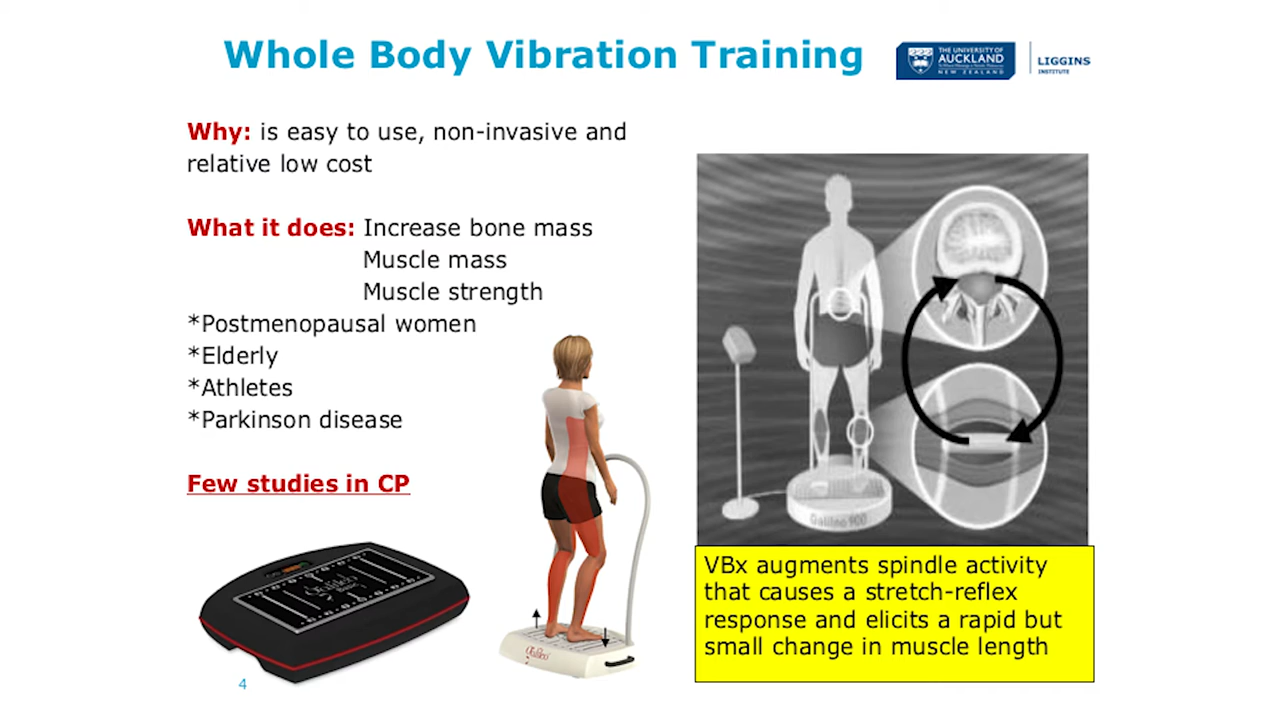 Whole Body Vibration Training
THE UNIVERSITY OF
AUCKLAND
NEW ZEALAND
LIGGINS
INSTITUTE
Why: is easy to use, non-invasive and
relative low cost
What it does: Increase bone mass
Muscle mass
Muscle strength
*Postmenopausal women
*Elderly
*Athletes
*Parkinson disease
Few studies in CP
Galileo
Galileo
Galileo 900
VBx augments spindle activity
that causes a stretch-reflex
response and elicits a rapid but
small change in muscle length
4